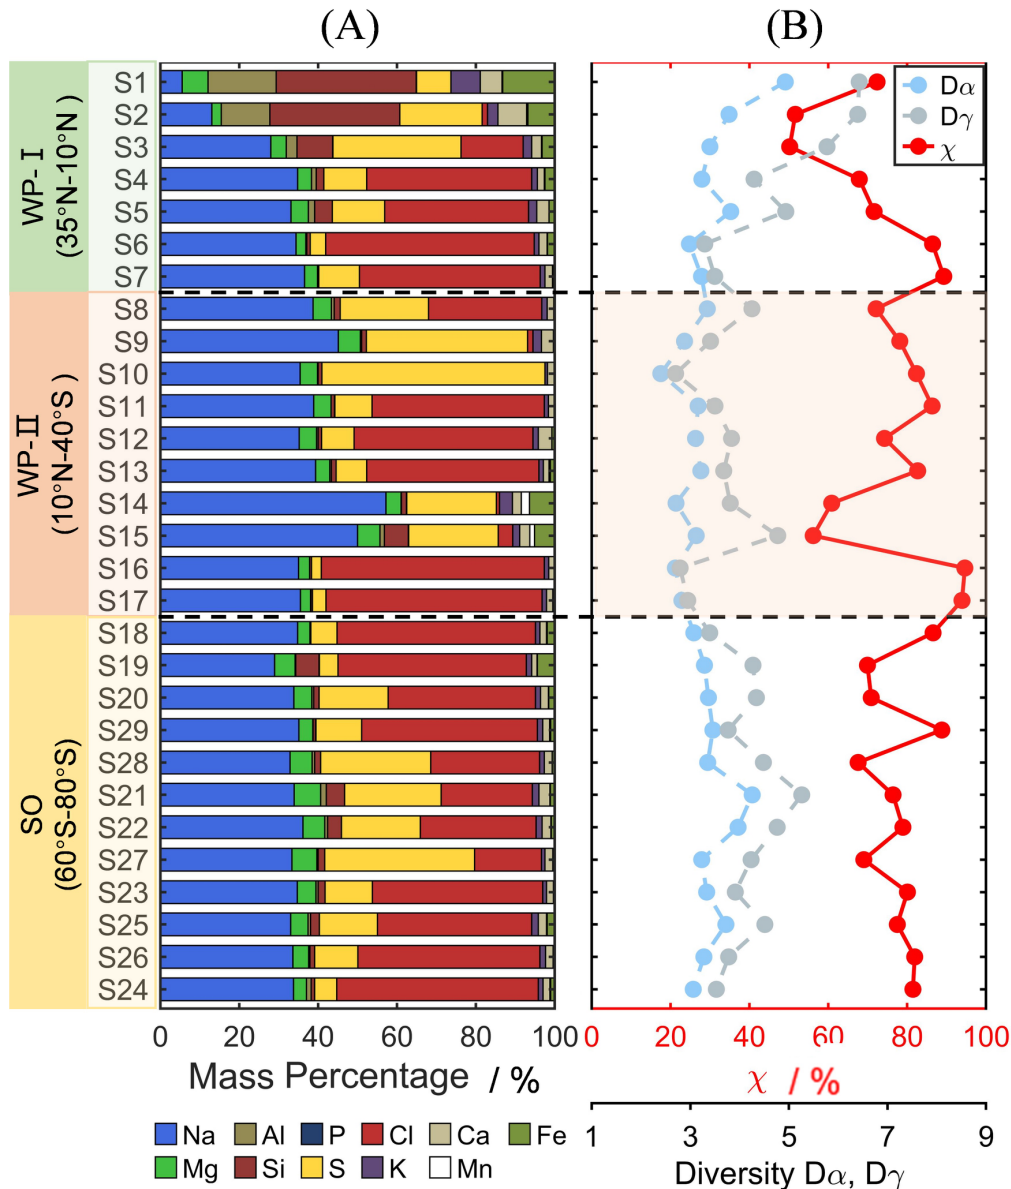 (A)
(B)
WP-Ⅰ
(35°N-10°N)
WP-Ⅱ
(10°N-40°S)
SO
(60°S-80°S)
S1
S2
S3
S4
S5
S6
S7
S8
S9
S10
S11
S12
S13
S14
S15
S16
S17
S18
S19
S20
S29
S28
S21
S22
S27
S23
S25
S26
S24
Dα
Dγ
χ
0 20 40 60 80 100
Mass Percentage / %
0 20 40 60 80 100
χ / %
1 3 5 7 9
Diversity Dα, Dγ
Na Al P Cl Ca Fe
Mg Si S K Mn